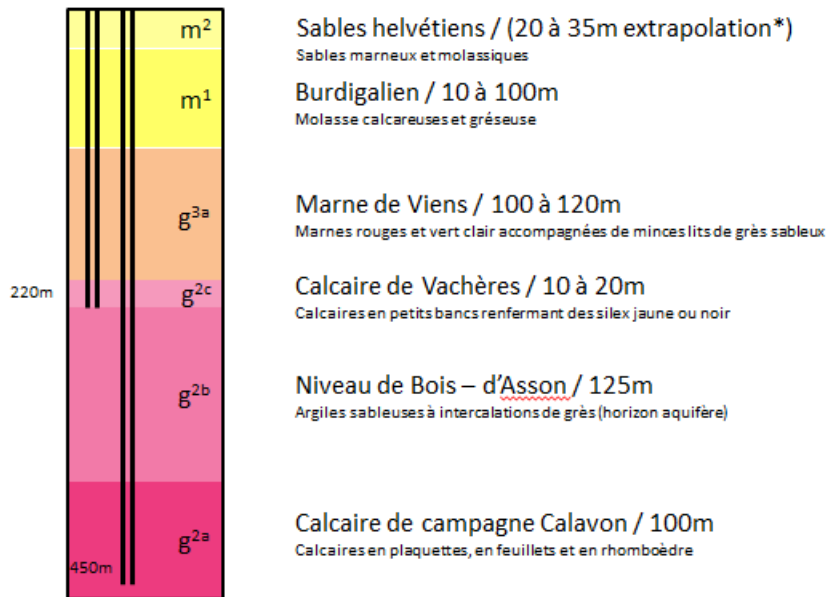 m²
Sables helvétiens / (20 à 35m extrapolation*)
Sables marneux et molassiques
m¹
Burdigalien / 10 à 100m
Molasse calcareuses et gréseuse
g³ᵃ
Marne de Viens / 100 à 120m
Marnes rouges et vert clair accompagnées de minces lits de grès sableux
220m
g²ᶜ
Calcaire de Vachères / 10 à 20m
Calcaires en petits bancs renfermant des silex jaune ou noir
g²ᵇ
Niveau de Bois – d'Asson / 125m
Argiles sableuses à intercalations de grès (horizon aquifère)
g²ᵃ
Calcaire de campagne Calavon / 100m
Calcaires en plaquettes, en feuillets et en rhomboèdre
450m